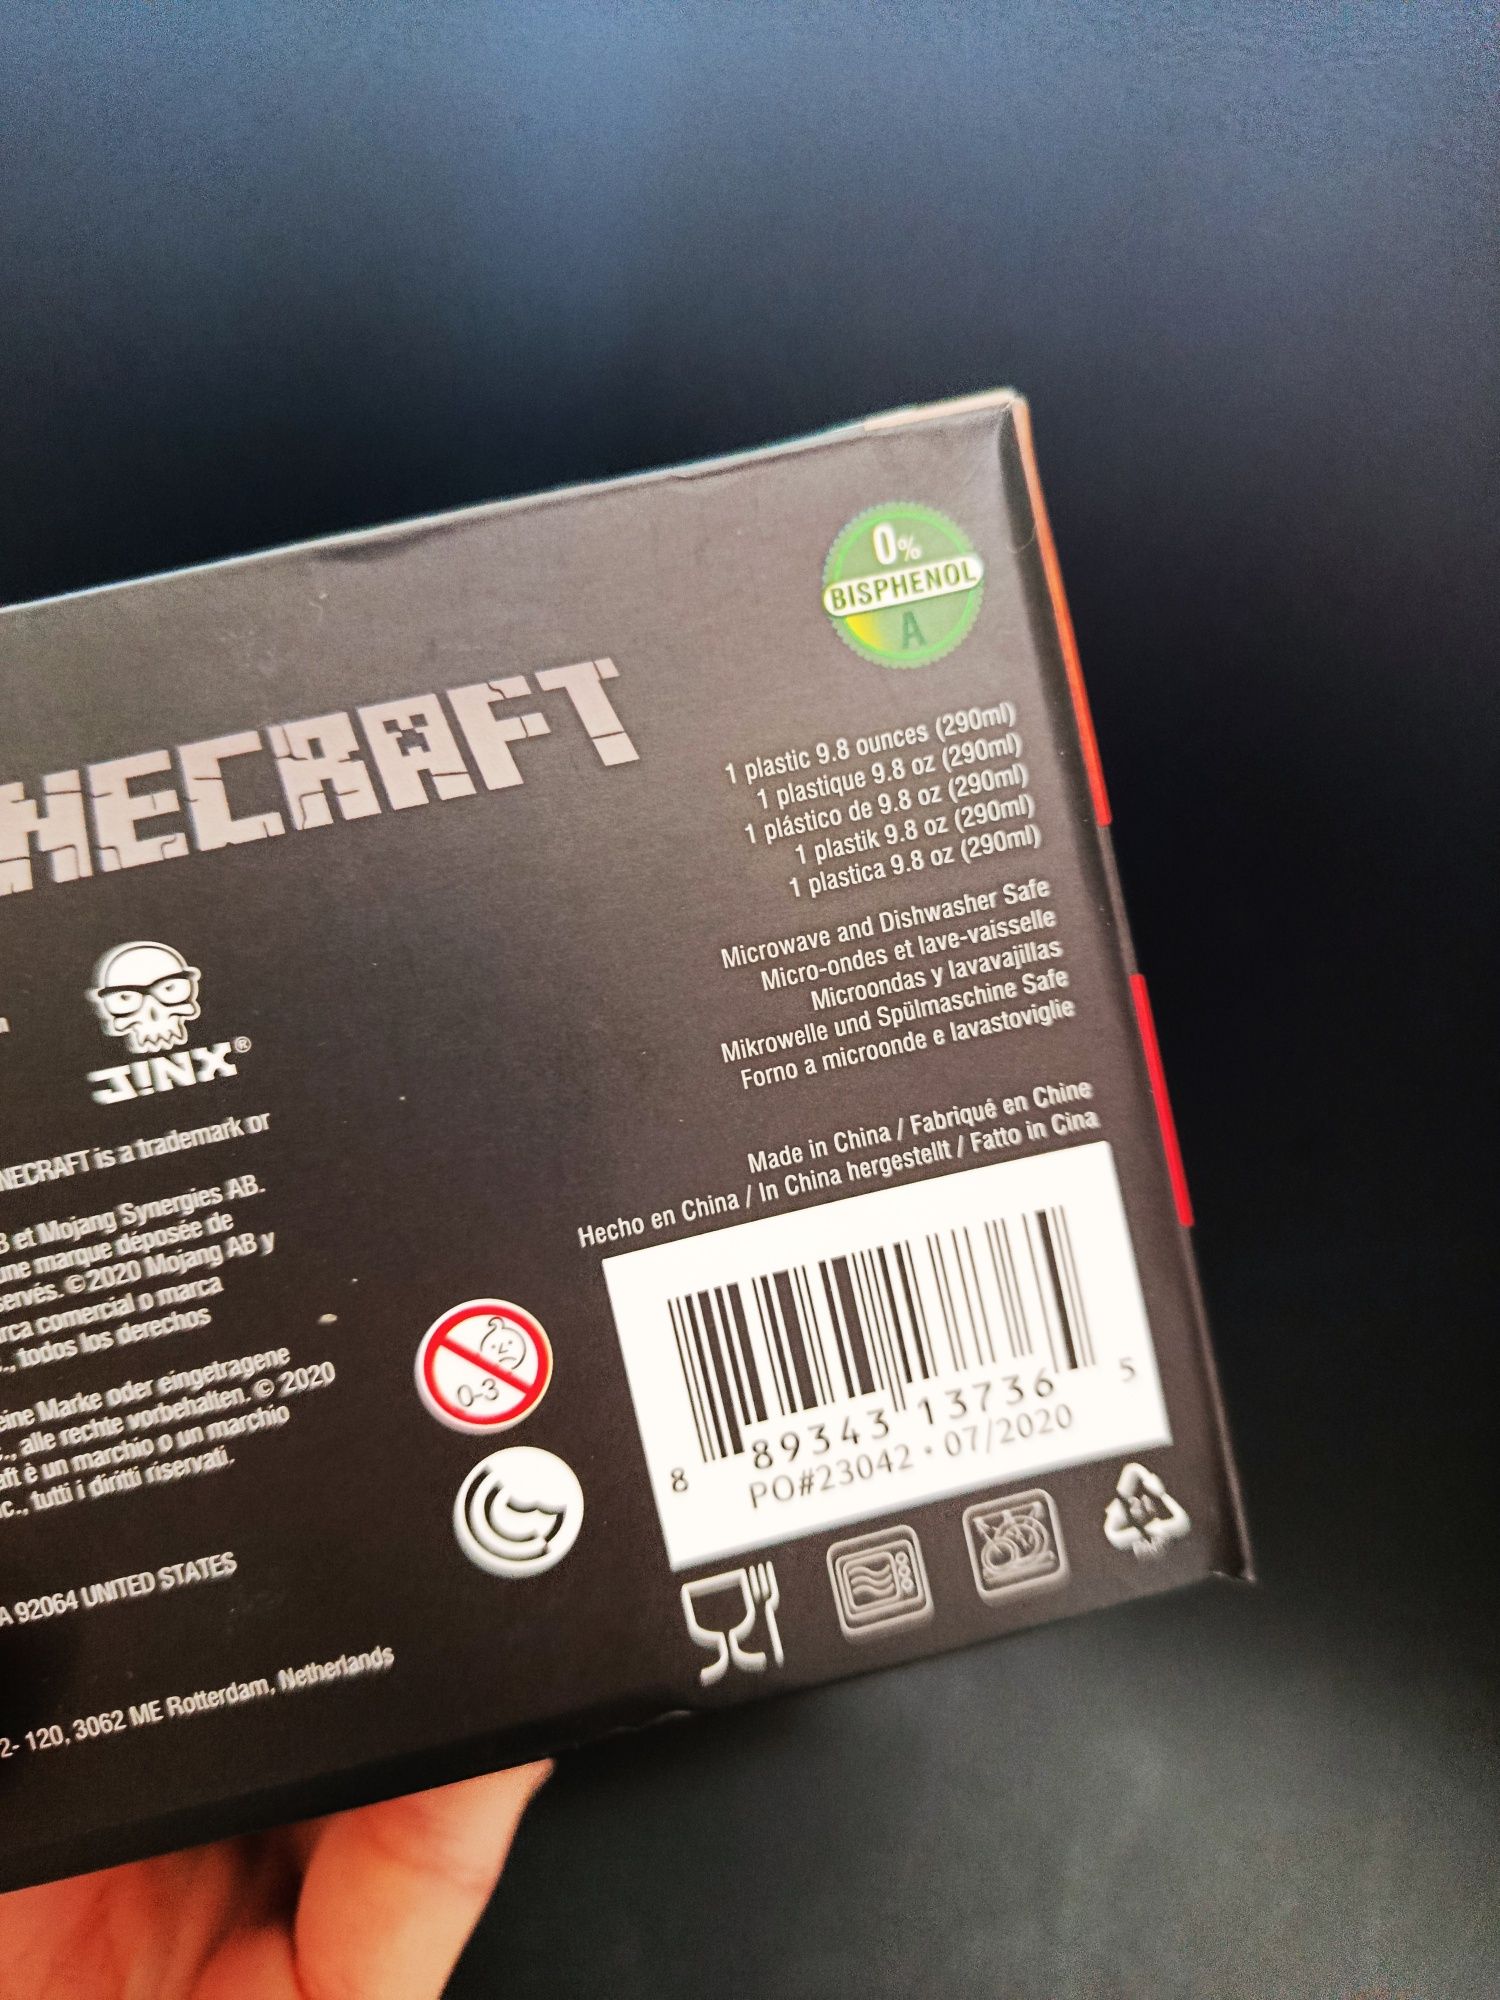 0%
BISPHENOL
A
NECRAFT
1 plastic 9.8 ounces (290ml)
1 plastique 9.8 oz (290ml)
1 plástico de 9.8 oz (290ml)
1 plastik 9.8 oz (290ml)
1 plastica 9.8 oz (290ml)
Microwave and Dishwasher Safe
Micro-ondes et lave-vaisselle
Microondas y lavavajillas
Mikrowelle und Spülmaschine Safe
Forno a microonde e lavastoviglie
J!NX®
Made in China / Fabriqué en Chine
Hecho en China / In China hergestellt / Fatto in Cina
NECRAFT is a trademark or
B et Mojang Synergies AB.
une marque déposée de
servés. © 2020 Mojang AB y
rca comercial o marca
., todos los derechos
eine Marke oder eingetragene
c., alle rechte vorbehalten. © 2020
aft è un marchio o un marchio
c., tutti i diritti riservati.
0-3
8 89343 13736 5
PO#23042 • 07/2020
A 92064 UNITED STATES
2- 120, 3062 ME Rotterdam, Netherlands